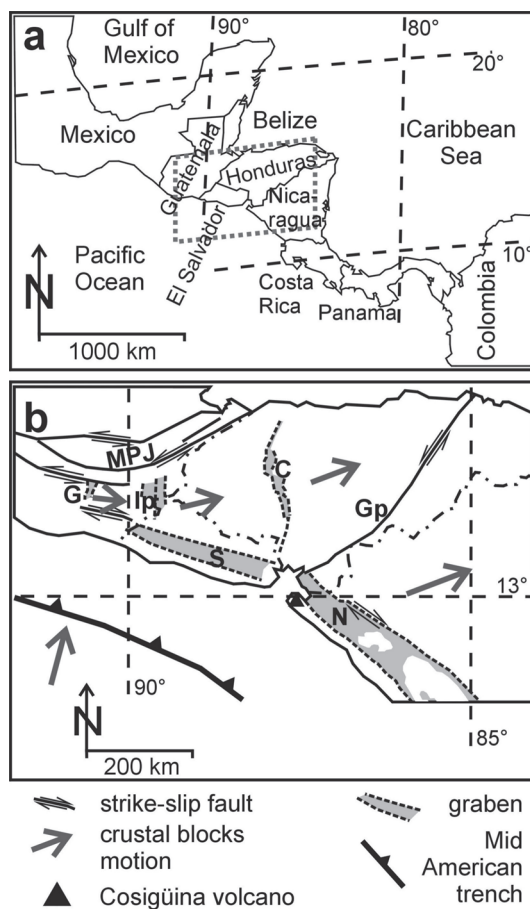 a
Gulf of
Mexico
90°
80°
20°
Mexico
Belize
Caribbean
Sea
Guatemala
Honduras
Nica-
ragua
El Salvador
Pacific
Ocean
10°
Costa
Rica
Panama
Colombia
N
1000 km
b
MPJ
G
Ip
C
Gp
S
13°
N
90°
N
85°
200 km
strike-slip fault
graben
crustal blocks
motion
Mid
American
trench
Cosigüina volcano